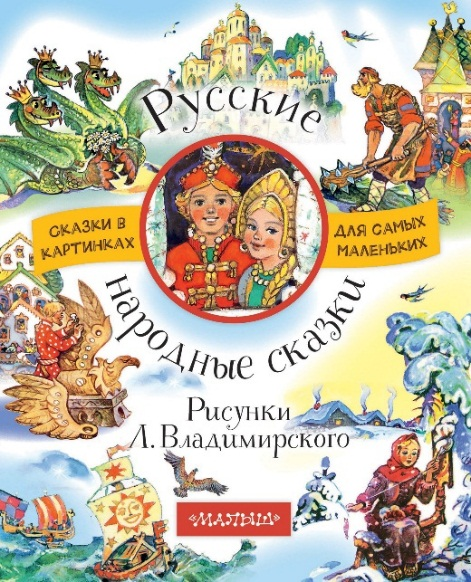 Русские
СКАЗКИ В
КАРТИНКАХ
ДЛЯ САМЫХ
МАЛЕНЬКИХ
народные сказки
Рисунки
Л. Владимирского
«МАЛЫШ»